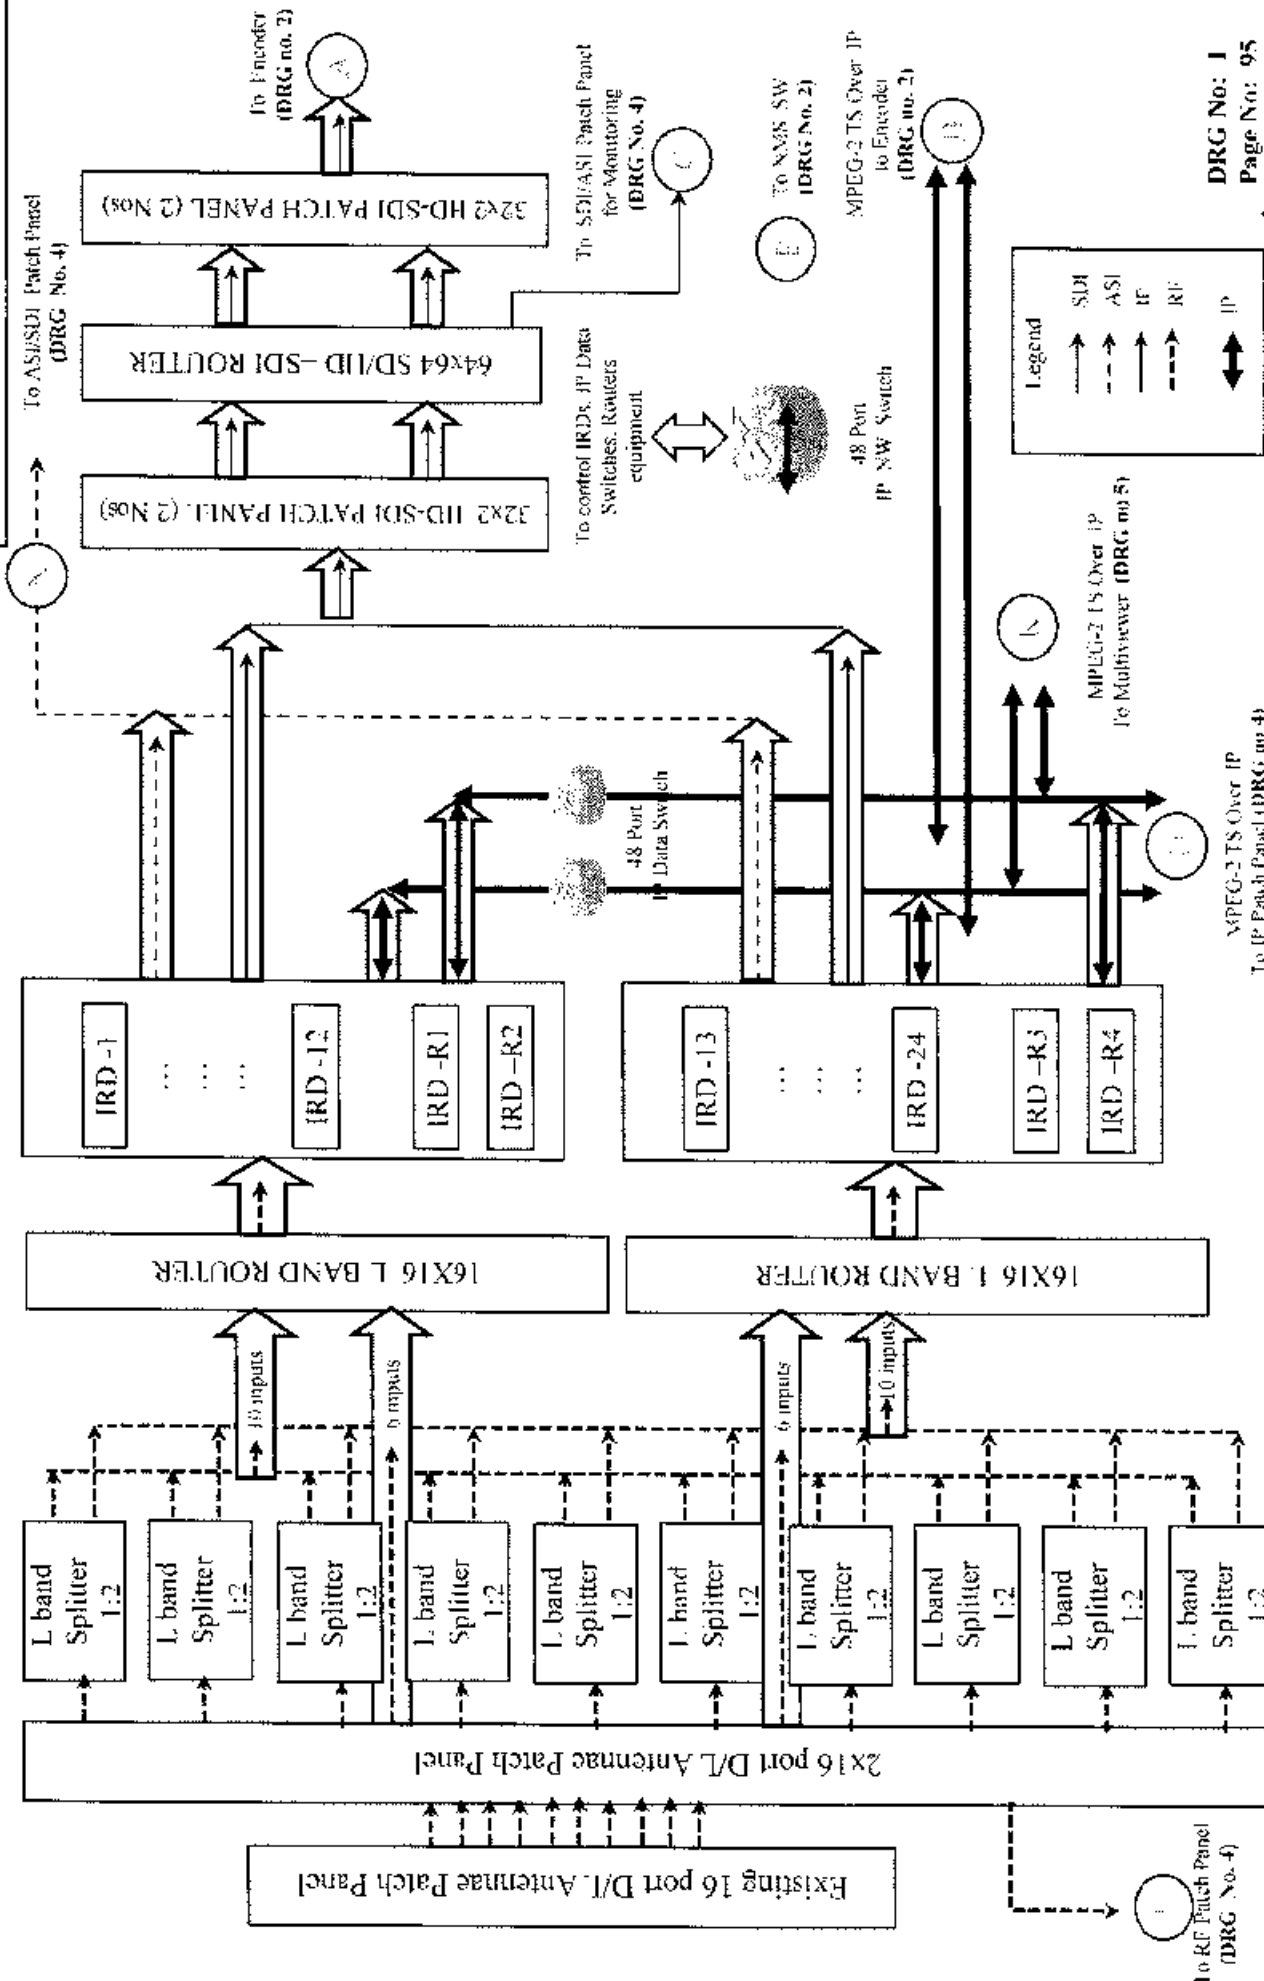 Existing 16 port D/L Antennae Patch Panel
To RF Patch Panel
(DRG No.4)
2x16 port D/L Antennae Patch Panel
L band
Splitter
1:2
L band
Splitter
1:2
L band
Splitter
1:2
L band
Splitter
1:2
L band
Splitter
1:2
L band
Splitter
1:2
L band
Splitter
1:2
L band
Splitter
1:2
L band
Splitter
1:2
L band
Splitter
1:2
10 inputs
6 inputs
6 inputs
10 inputs
16X16 L BAND ROUTER
16X16 L BAND ROUTER
IRD -1
...
...
...
IRD -12
IRD -R1
IRD –R2
IRD -13
...
...
...
IRD -24
IRD –R3
IRD –R4
48 Port
IP Data Switch
MPEG-2 TS Over IP
To IP Patch Panel (DRG no 4)
MPEG-2 TS Over IP
To Multiviewer (DRG no 5)
To ASI/SDI Patch Panel
(DRG No. 4)
32x2 HD-SDI PATCH PANEL (2 Nos)
64x64 SD/HD –SDI ROUTER
32x2 HD-SDI PATCH PANEL (2 Nos)
To Encoder
(DRG no. 2)
A
To SDI/ASI Patch Panel
for Monitoring
(DRG No. 4)
C
To control IRDs, IP Data
Switches, Routers
equipment
48 Port
IP NW Switch
E
To NMS SW
(DRG No. 2)
MPEG-2 TS Over IP
to Encoder
(DRG no. 2)
Legend
SDI
ASI
IF
RF
IP
DRG No: 1
Page No: 95